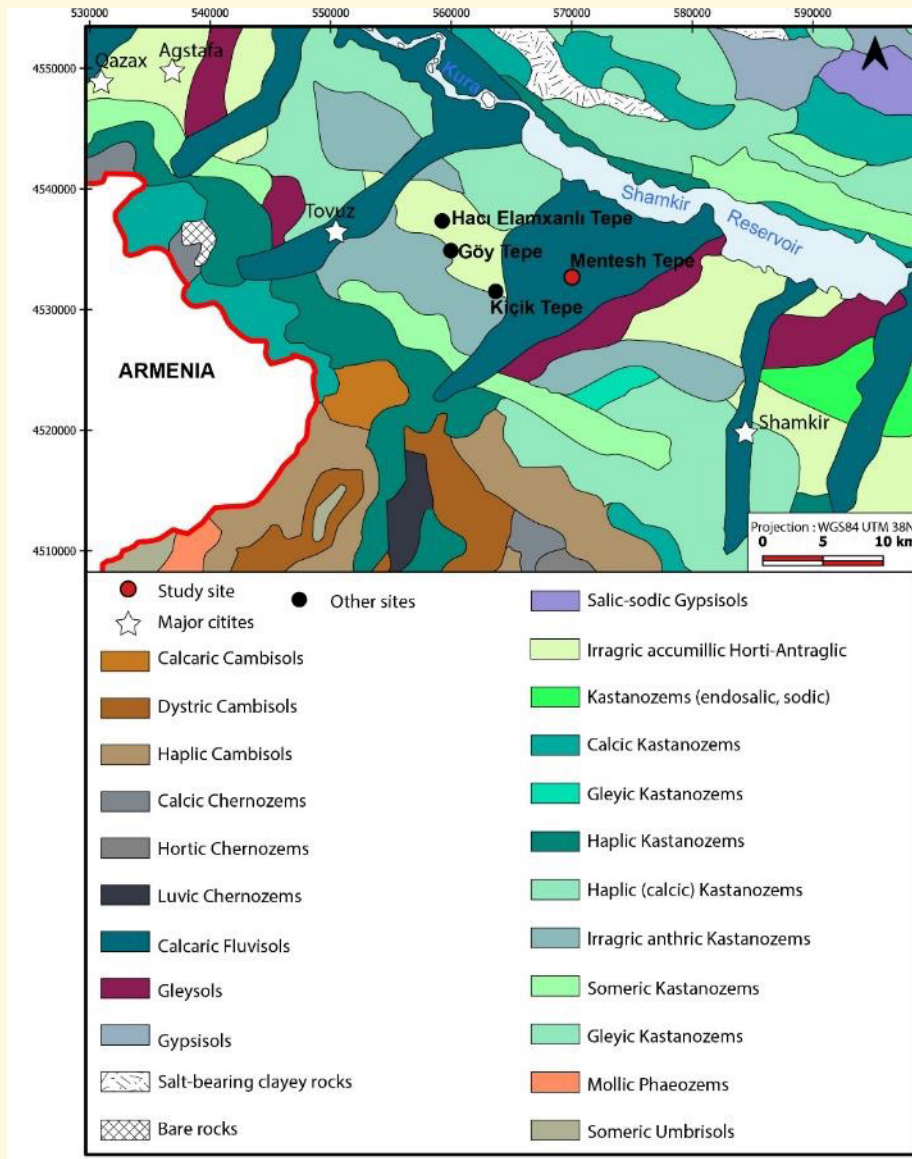 530000 540000 550000 560000 570000 580000 590000
4550000
4540000
4530000
4520000
4510000
Qazax
Agstafa
Kura
Shamkir
Reservoir
Tovuz
Hacı Elamxanlı Tepe
Göy Tepe
Mentesh Tepe
Kiçik Tepe
ARMENIA
Shamkir
Projection : WGS84 UTM 38N
0 5 10 km
Study site
Other sites
Major citites
Calcaric Cambisols
Dystric Cambisols
Haplic Cambisols
Calcic Chernozems
Hortic Chernozems
Luvic Chernozems
Calcaric Fluvisols
Gleysols
Gypsisols
Salt-bearing clayey rocks
Bare rocks
Salic-sodic Gypsisols
Irragric accumillic Horti-Antraglic
Kastanozems (endosalic, sodic)
Calcic Kastanozems
Gleyic Kastanozems
Haplic Kastanozems
Haplic (calcic) Kastanozems
Irragric anthric Kastanozems
Someric Kastanozems
Gleyic Kastanozems
Mollic Phaeozems
Someric Umbrisols